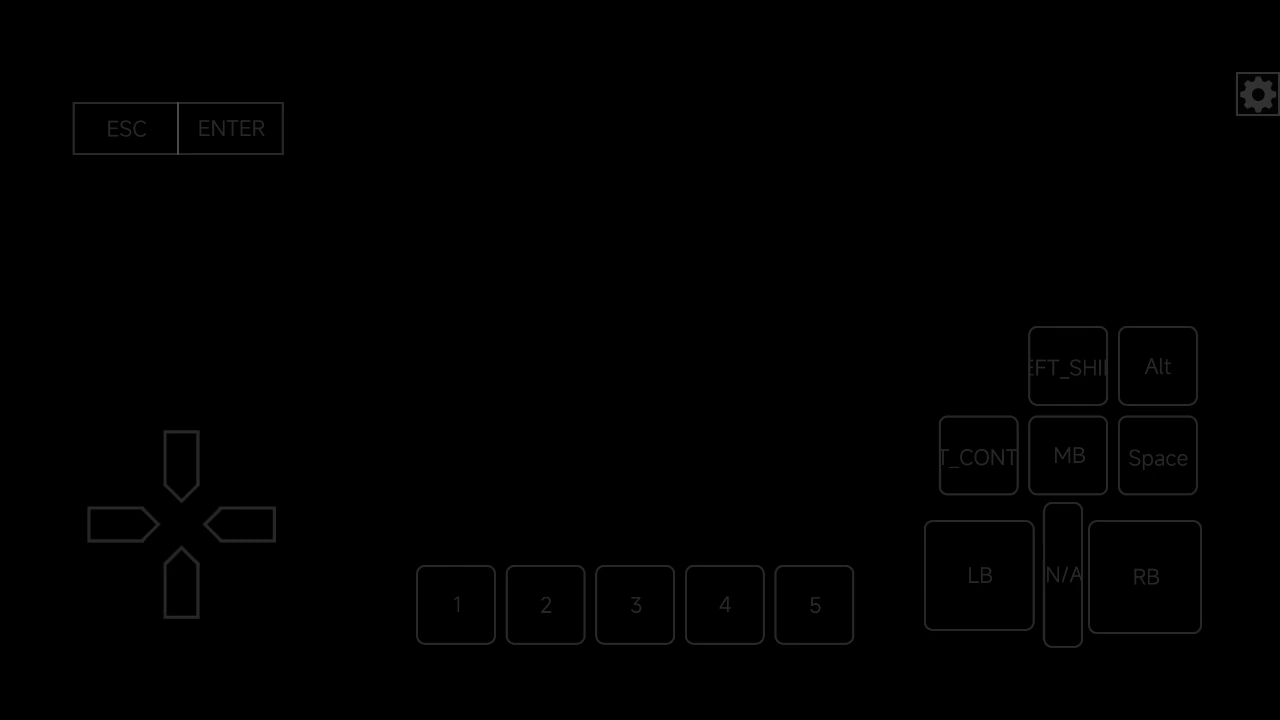 ESC
ENTER
EFT_SHI
Alt
T_CONT
MB
Space
LB
N/A
RB
1
2
3
4
5